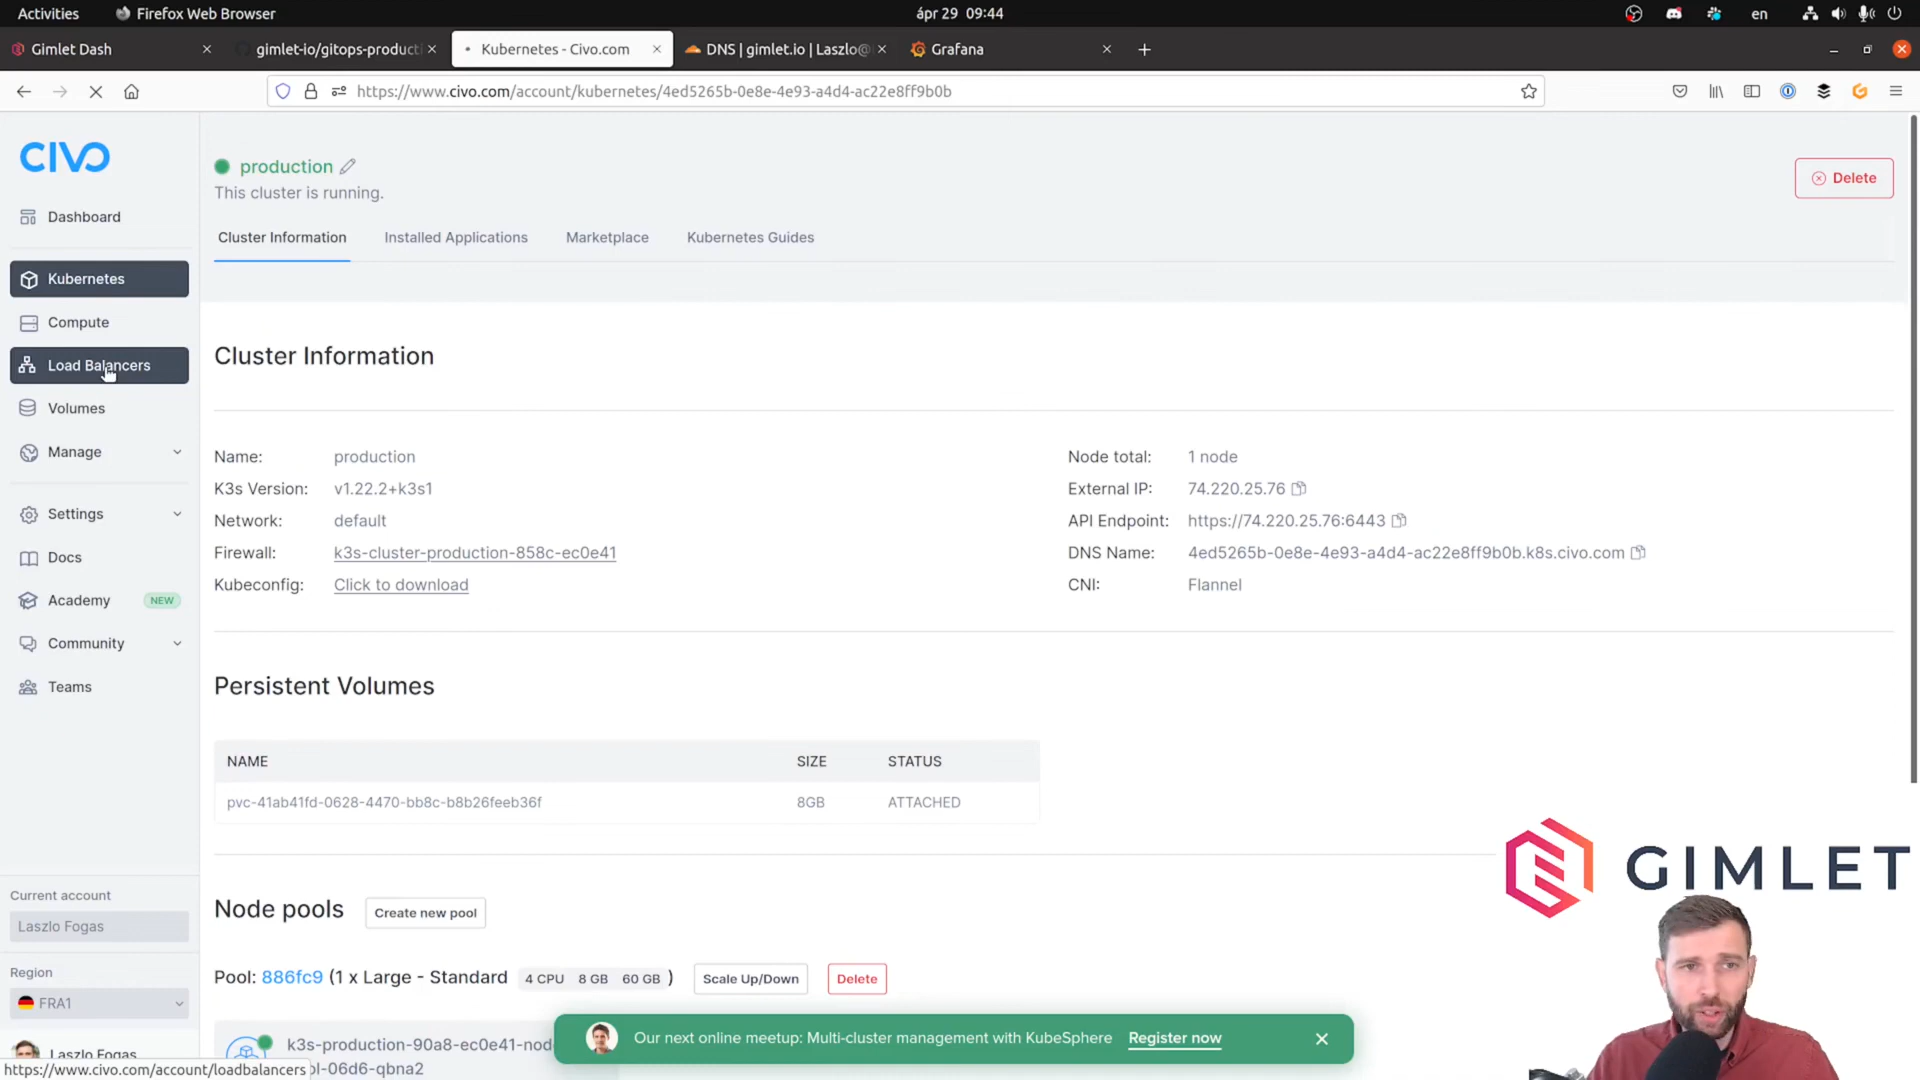 Activities
Firefox Web Browser
ápr 29 09:44
en
Gimlet Dash
gimlet-io/gitops-product
Kubernetes - Civo.com
DNS | gimlet.io | Laszlo@
Grafana
https://www.civo.com/account/kubernetes/4ed5265b-0e8e-4e93-a4d4-ac22e8ff9b0b
CIVO
Dashboard
Kubernetes
Compute
Load Balancers
Volumes
Manage
Settings
Docs
Academy NEW
Community
Teams
Current account
Laszlo Fogas
Region
FRA1
Laszlo Fogas
https://www.civo.com/account/loadbalancers
production
This cluster is running.
Delete
Cluster Information
Installed Applications
Marketplace
Kubernetes Guides
Cluster Information
Name: production
K3s Version: v1.22.2+k3s1
Network: default
Firewall: k3s-cluster-production-858c-ec0e41
Kubeconfig: Click to download
Node total: 1 node
External IP: 74.220.25.76
API Endpoint: https://74.220.25.76:6443
DNS Name: 4ed5265b-0e8e-4e93-a4d4-ac22e8ff9b0b.k8s.civo.com
CNI: Flannel
Persistent Volumes
NAME SIZE STATUS
pvc-41ab41fd-0628-4470-bb8c-b8b26feeb36f 8GB ATTACHED
Node pools
Create new pool
Pool: 886fc9 (1 x Large - Standard 4 CPU 8 GB 60 GB )
Scale Up/Down
Delete
k3s-production-90a8-ec0e41-nod
ol-06d6-qbna2
Our next online meetup: Multi-cluster management with KubeSphere Register now
GIMLET